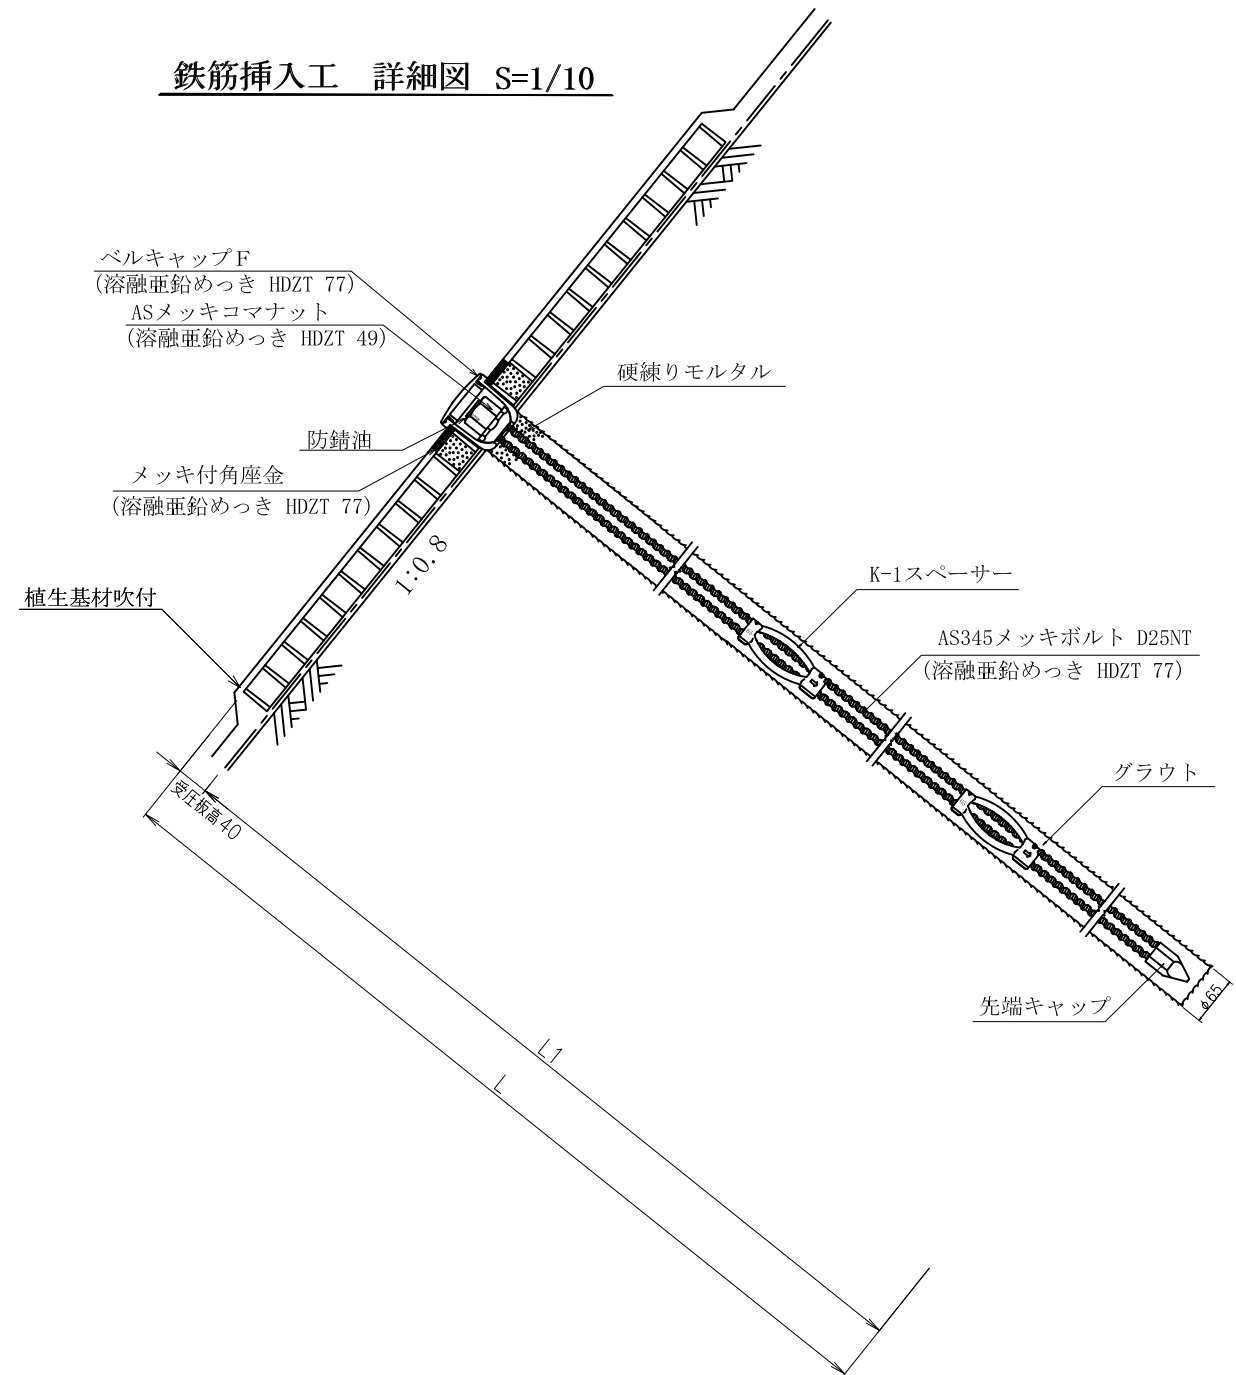 鉄筋挿入工　詳細図　S=1/10
ベルキャップF
(溶融亜鉛めっき HDZT 77)
ASメッキコマナット
(溶融亜鉛めっき HDZT 49)
硬練りモルタル
防錆油
メッキ付角座金
(溶融亜鉛めっき HDZT 77)
1:0.8
K-1スペーサー
植生基材吹付
AS345メッキボルト D25NT
(溶融亜鉛めっき HDZT 77)
グラウト
受圧板高40
先端キャップ
φ65
L1
L